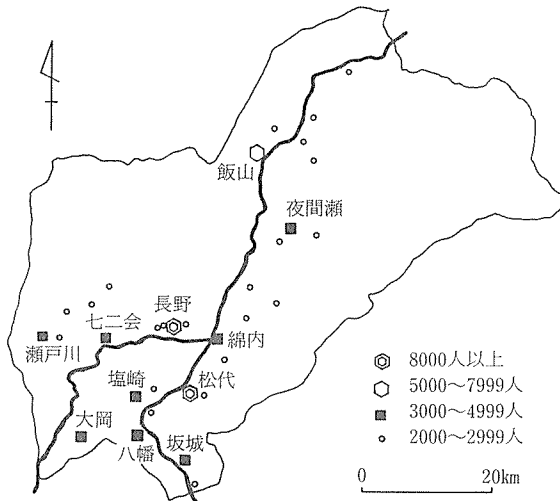 飯山
夜間瀬
長野
七二会
綿内
瀬戸川
塩崎
松代
大岡
八幡
坂城
8000人以上
5000〜7999人
3000〜4999人
2000〜2999人
0 20km